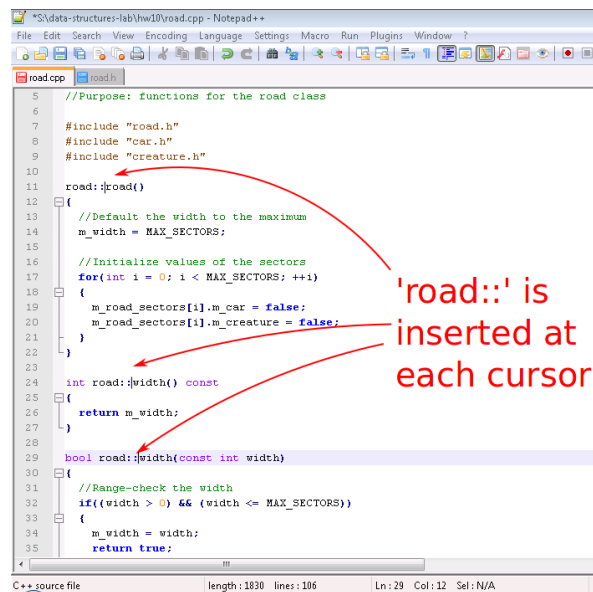 *S:\data-structures-lab\hw10\road.cpp - Notepad++
File Edit Search View Encoding Language Settings Macro Run Plugins Window ?
road.cpp road.h
5 //Purpose: functions for the road class
6
7 #include "road.h"
8 #include "car.h"
9 #include "creature.h"
10
11 road::road()
12 {
13 //Default the width to the maximum
14 m_width = MAX_SECTORS;
15
16 //Initialize values of the sectors
17 for(int i = 0; i < MAX_SECTORS; ++i)
18 {
19 m_road_sectors[i].m_car = false;
20 m_road_sectors[i].m_creature = false;
21 }
22 }
23
24 int road::width() const
25 {
26 return m_width;
27 }
28
29 bool road::width(const int width)
30 {
31 //Range-check the width
32 if((width > 0) && (width <= MAX_SECTORS))
33 {
34 m_width = width;
35 return true;
'road::' is
inserted at
each cursor
C++ source file length : 1830 lines : 106 Ln : 29 Col : 12 Sel : N/A